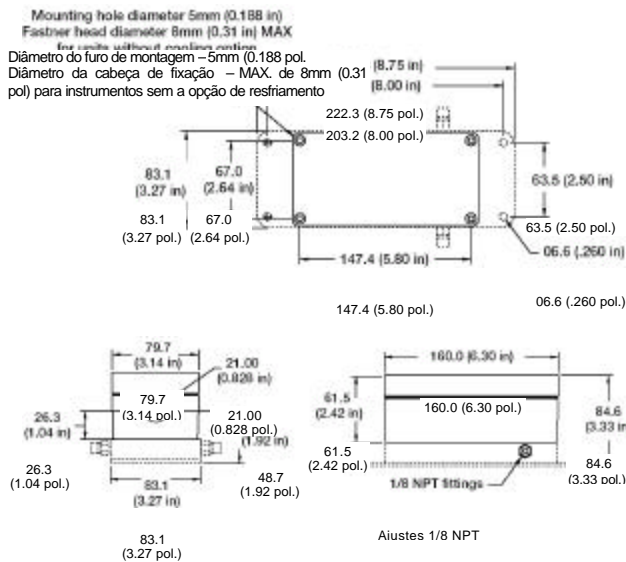 Mounting hole diameter 5mm (0.188 in)
Fastner head diameter 8mm (0.31 in) MAX
for units without cooling option
Diâmetro do furo de montagem – 5mm (0.188 pol.
Diâmetro da cabeça de fixação – MAX. de 8mm (0.31
pol) para instrumentos sem a opção de resfriamento
(8.75 in)
(8.00 in)
222.3 (8.75 pol.)
203.2 (8.00 pol.)
83.1
(3.27 in)
67.0
(2.64 in)
63.5 (2.50 in)
83.1
(3.27 pol.)
67.0
(2.64 pol.)
63.5 (2.50 pol.)
147.4 (5.80 in)
06.6 (.260 in)
147.4 (5.80 pol.)
06.6 (.260 pol.)
79.7
(3.14 in)
21.00
(0.828 in)
79.7
(3.14 pol.)
21.00
(0.828 pol.)
26.3
(1.04 in)
(1.92 in)
26.3
(1.04 pol.)
48.7
(1.92 pol.)
83.1
(3.27 in)
83.1
(3.27 pol.)
160.0 (6.30 in)
61.5
(2.42 in)
160.0 (6.30 pol.)
84.6
(3.33 in)
61.5
(2.42 pol.)
84.6
(3.33 pol.)
1/8 NPT fittings
Aiustes 1/8 NPT